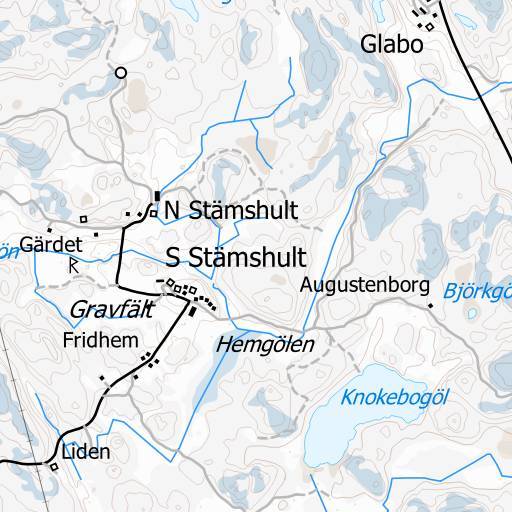 Glabo
N Stämshult
Gärdet
S Stämshult
Augustenborg
Gravfält
Fridhem
Hemgölen
Knokebogöl
Liden